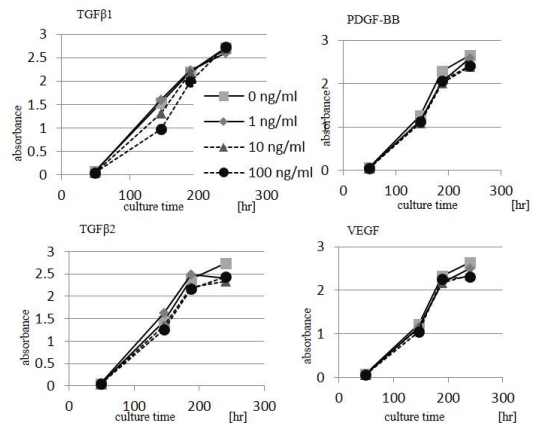 TGFβ1
3
2.5
2
1.5
1
0.5
0
absorbance
0 100 200 300
culture time [hr]
0 ng/ml
1 ng/ml
10 ng/ml
100 ng/ml
PDGF-BB
3
2
1
0
absorbance
0 100 200 300
culture time [hr]
TGFβ2
3
2.5
2
1.5
1
0.5
0
absorbance
0 100 200 300
culture time [hr]
VEGF
3
2
1
0
absorbance
0 100 200 300
culture time [hr]